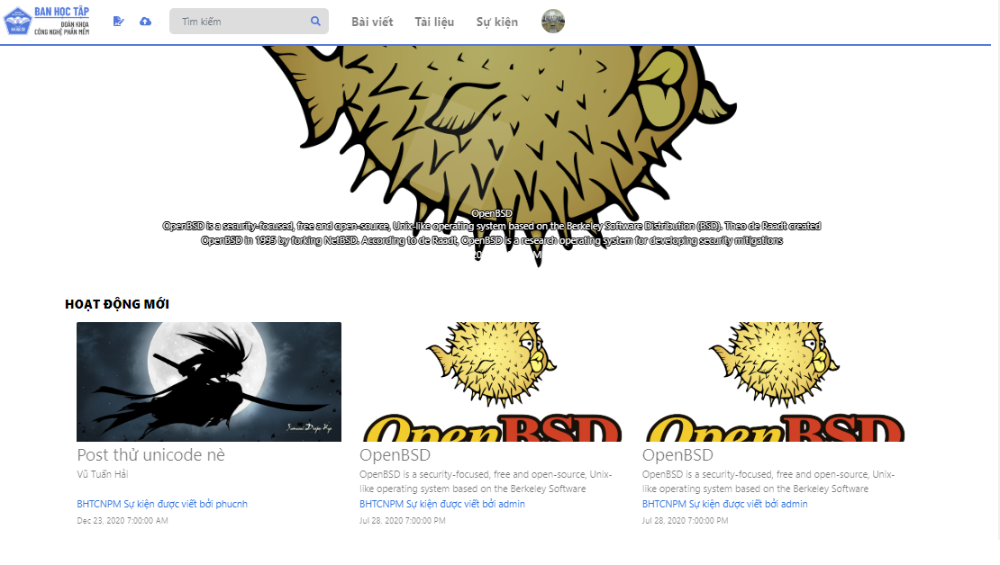 BAN HỌC TẬP
ĐOÀN KHOA
CÔNG NGHỆ PHẦN MỀM
Tìm kiếm
Bài viết
Tài liệu
Sự kiện
OpenBSD
OpenBSD is a security-focused, free and open-source, Unix-like operating system based on the Berkeley Software Distribution (BSD). Theo de Raadt created
OpenBSD in 1995 by forking NetBSD. According to de Raadt, OpenBSD is a research operating system for developing security mitigations
HOẠT ĐỘNG MỚI
Samurai Deeper Kyo
OpenBSD
OpenBSD
Post thử unicode nè
OpenBSD
OpenBSD
Vũ Tuấn Hải
OpenBSD is a security-focused, free and open-source, Unix-
like operating system based on the Berkeley Software
OpenBSD is a security-focused, free and open-source, Unix-
like operating system based on the Berkeley Software
BHTCNPM Sự kiện được viết bởi phucnh
BHTCNPM Sự kiện được viết bởi admin
BHTCNPM Sự kiện được viết bởi admin
Dec 23, 2020 7:00:00 AM
Jul 28, 2020 7:00:00 PM
Jul 28, 2020 7:00:00 PM